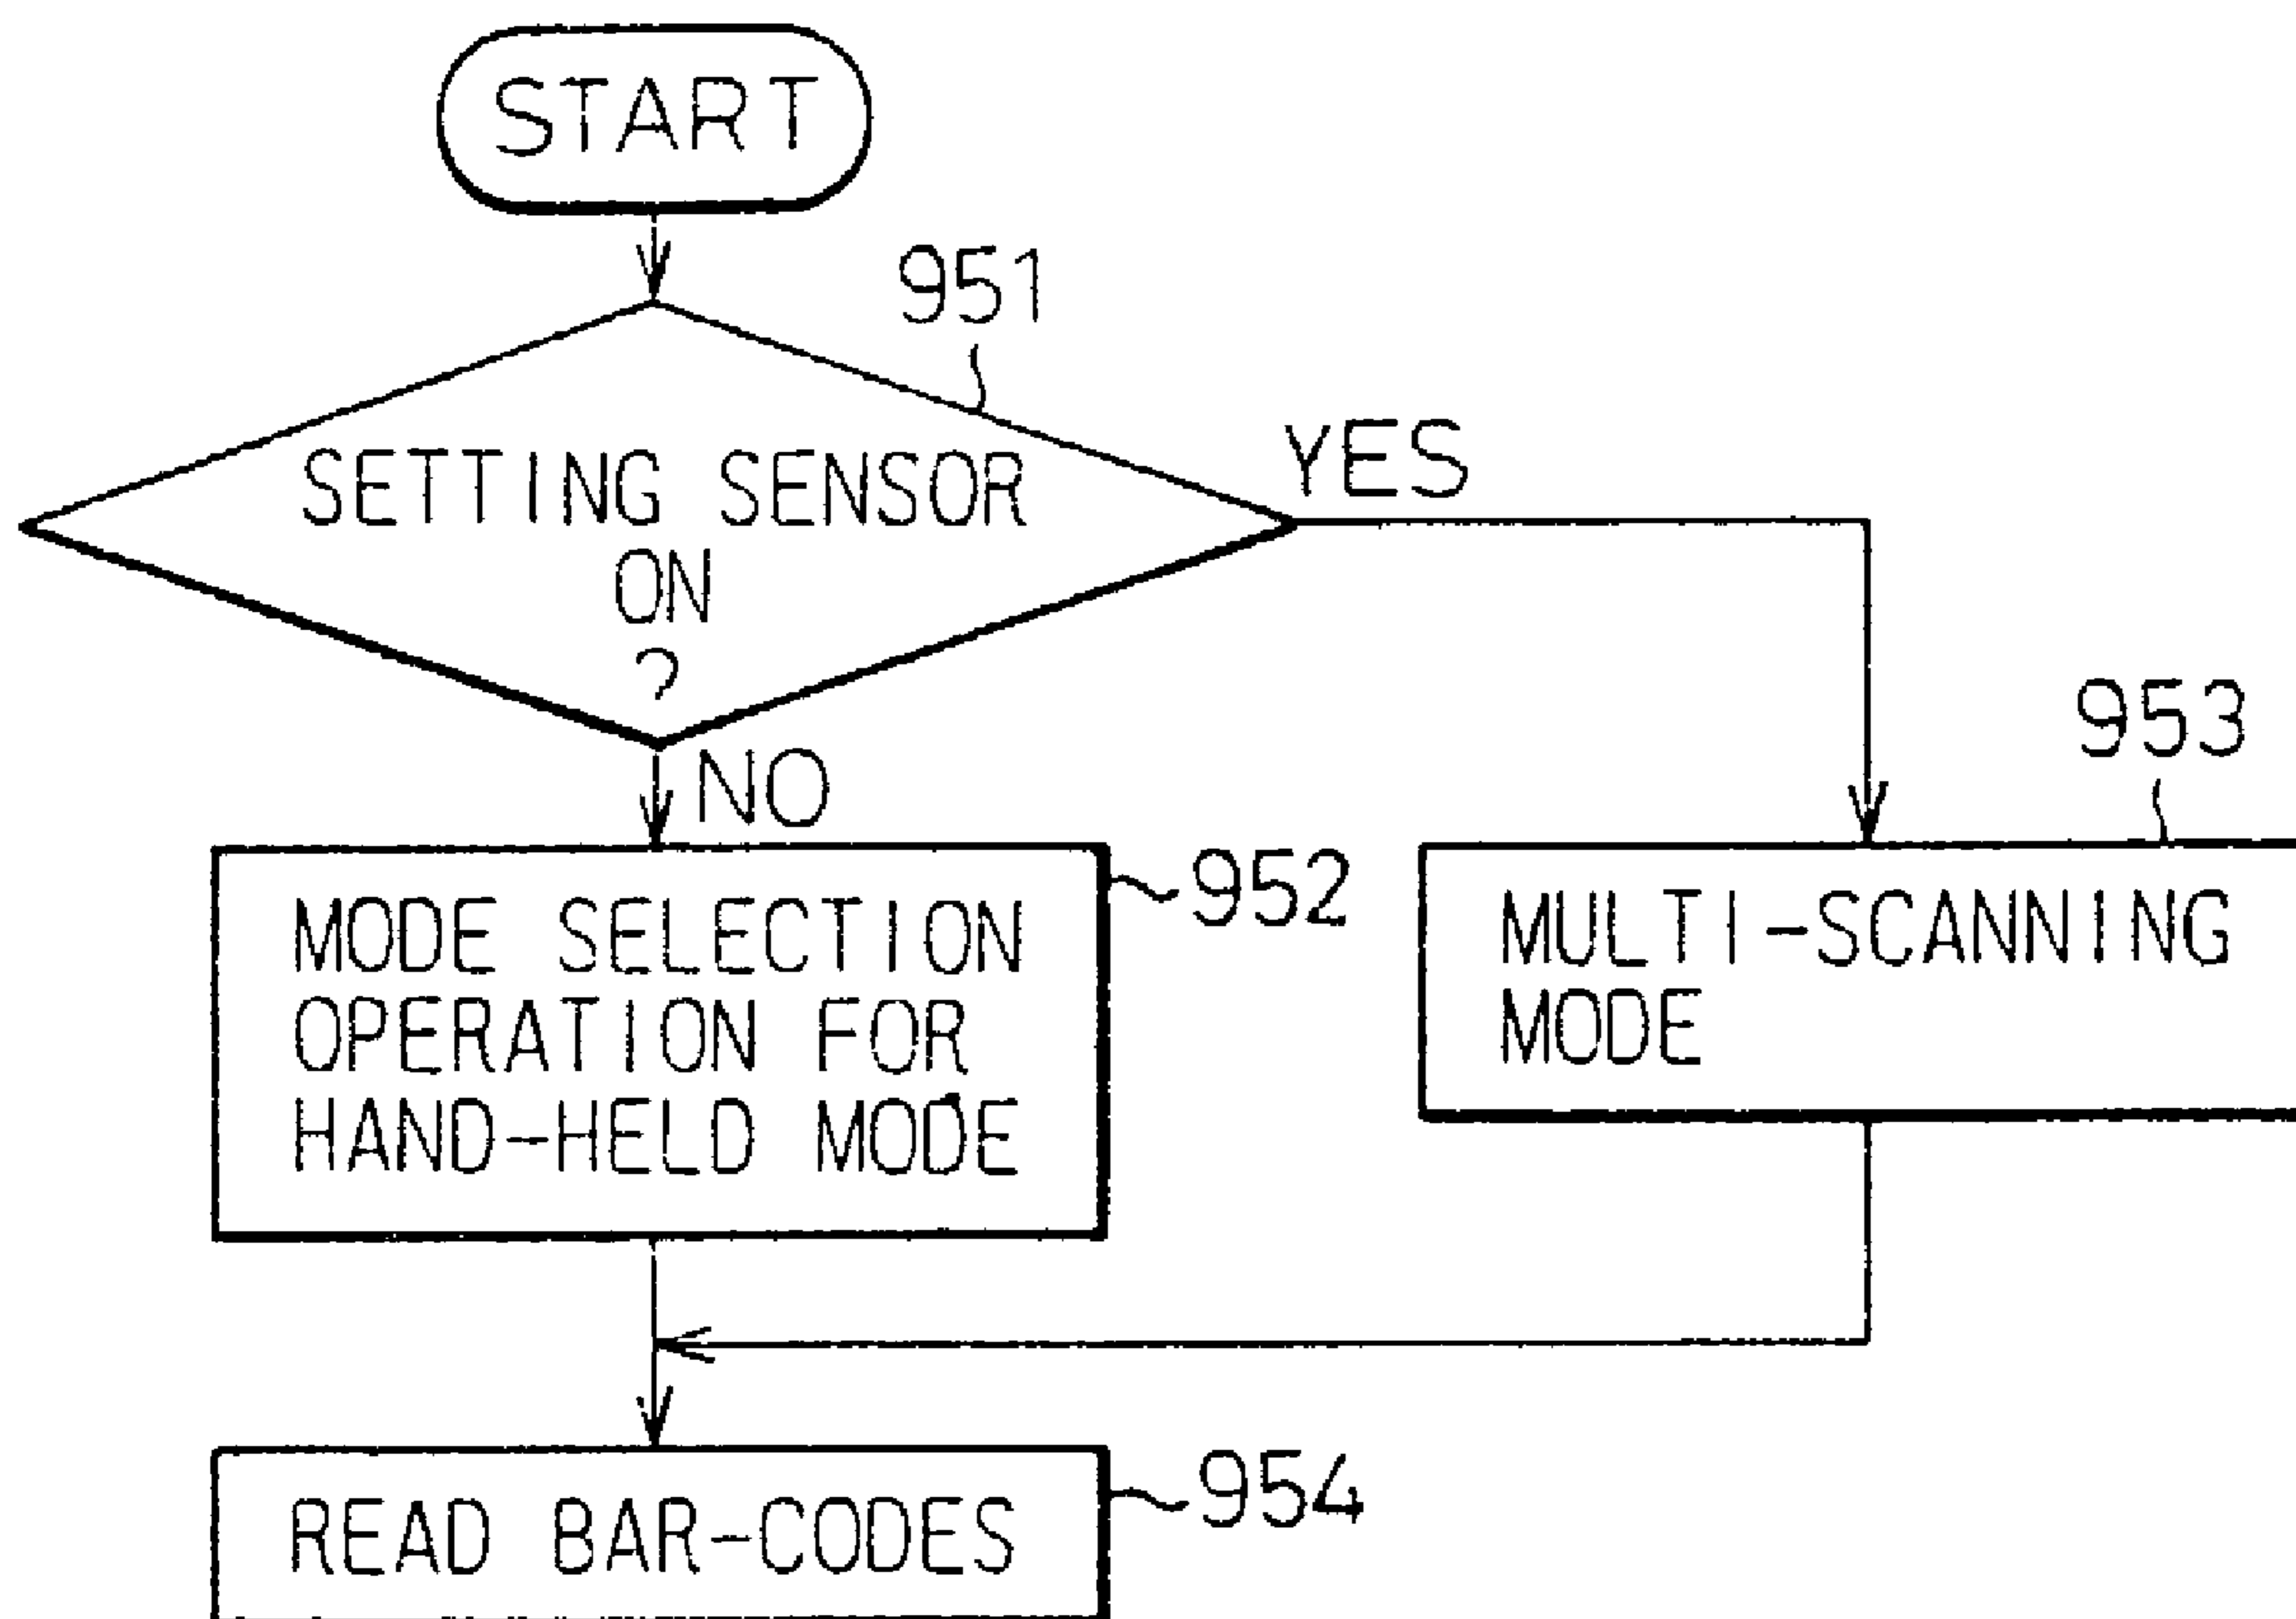 START
951
SETTING SENSOR
ON
?
YES
NO
953
952
MODE SELECTION
OPERATION FOR
HAND-HELD MODE
MULTI-SCANNING
MODE
954
READ BAR-CODES